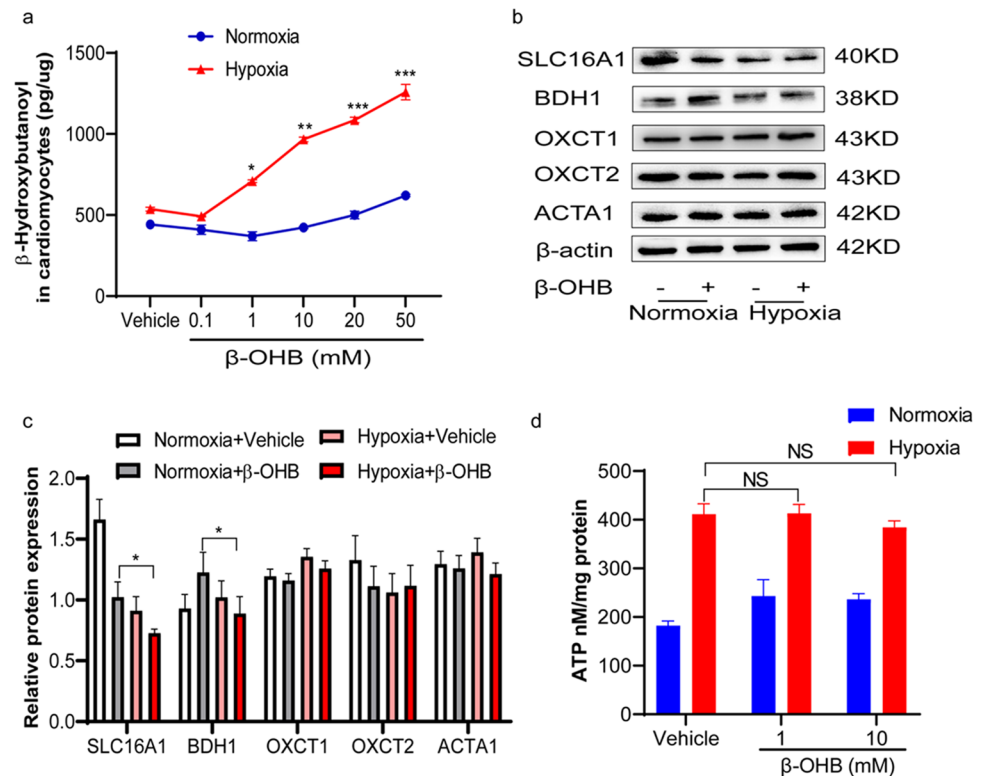 a
Normoxia
Hypoxia
β-Hydroxybutanoyl
in cardiomyocytes (pg/ug)
1500
1000
500
0
*
**
***
***
Vehicle 0.1 1 10 20 50
β-OHB (mM)
b
SLC16A1 40KD
BDH1 38KD
OXCT1 43KD
OXCT2 43KD
ACTA1 42KD
β-actin 42KD
β-OHB - + - +
Normoxia Hypoxia
c
Normoxia+Vehicle Hypoxia+Vehicle
Normoxia+β-OHB Hypoxia+β-OHB
Relative protein expression
2.0
1.5
1.0
0.5
0.0
*
*
SLC16A1 BDH1 OXCT1 OXCT2 ACTA1
d
Normoxia
Hypoxia
ATP nM/mg protein
500
400
300
200
100
0
NS
NS
Vehicle 1 10
β-OHB (mM)